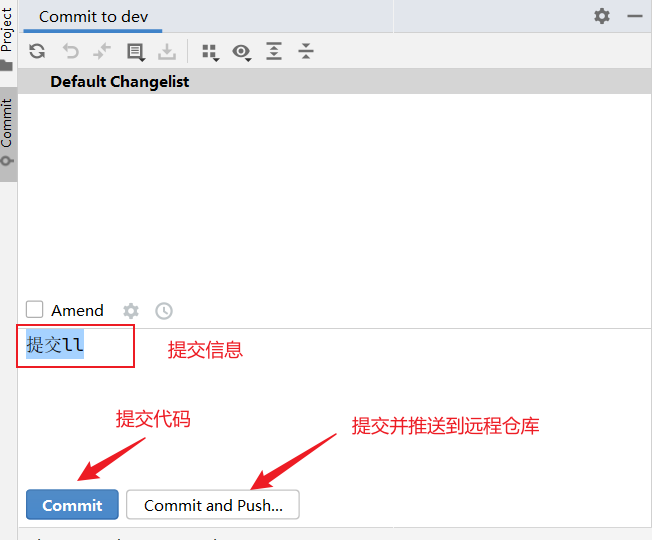 Project
Commit
Commit to dev
Default Changelist
Amend
提交ll
提交信息
提交代码
提交并推送到远程仓库
Commit
Commit and Push...